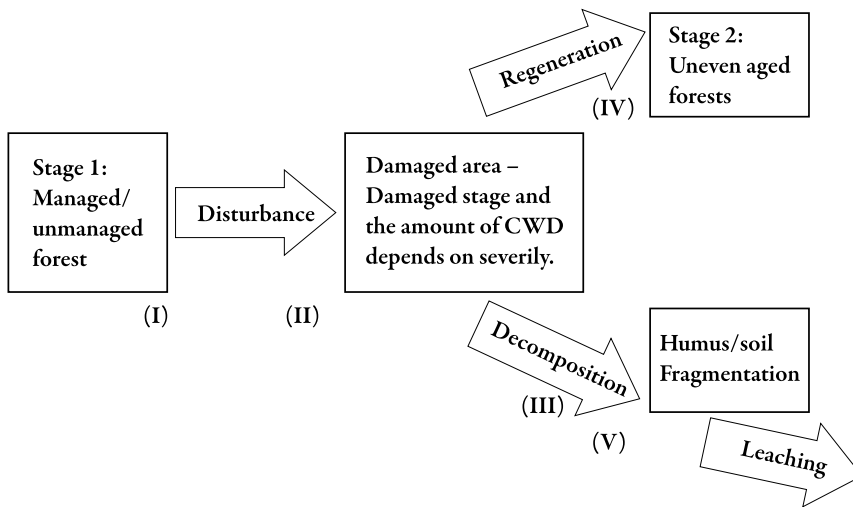 Stage 1:
Managed/
unmanaged
forest
(I)
Disturbance
(II)
Damaged area –
Damaged stage and
the amount of CWD
depends on severily.
Regeneration
(IV)
Stage 2:
Uneven aged
forests
Decomposition
(III)
(V)
Humus/soil
Fragmentation
Leaching